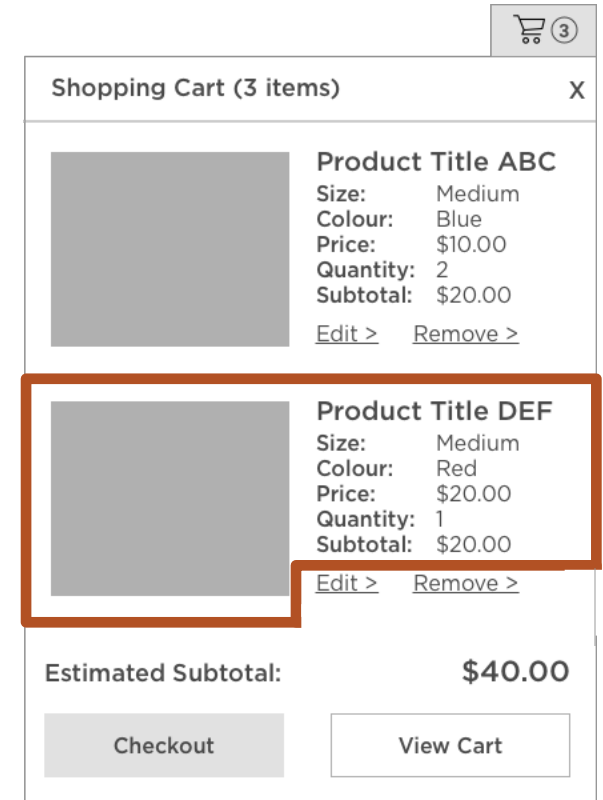 3
Shopping Cart (3 items) X
Product Title ABC
Size: Medium
Colour: Blue
Price: $10.00
Quantity: 2
Subtotal: $20.00
Edit > Remove >
Product Title DEF
Size: Medium
Colour: Red
Price: $20.00
Quantity: 1
Subtotal: $20.00
Edit > Remove >
Estimated Subtotal: $40.00
Checkout View Cart